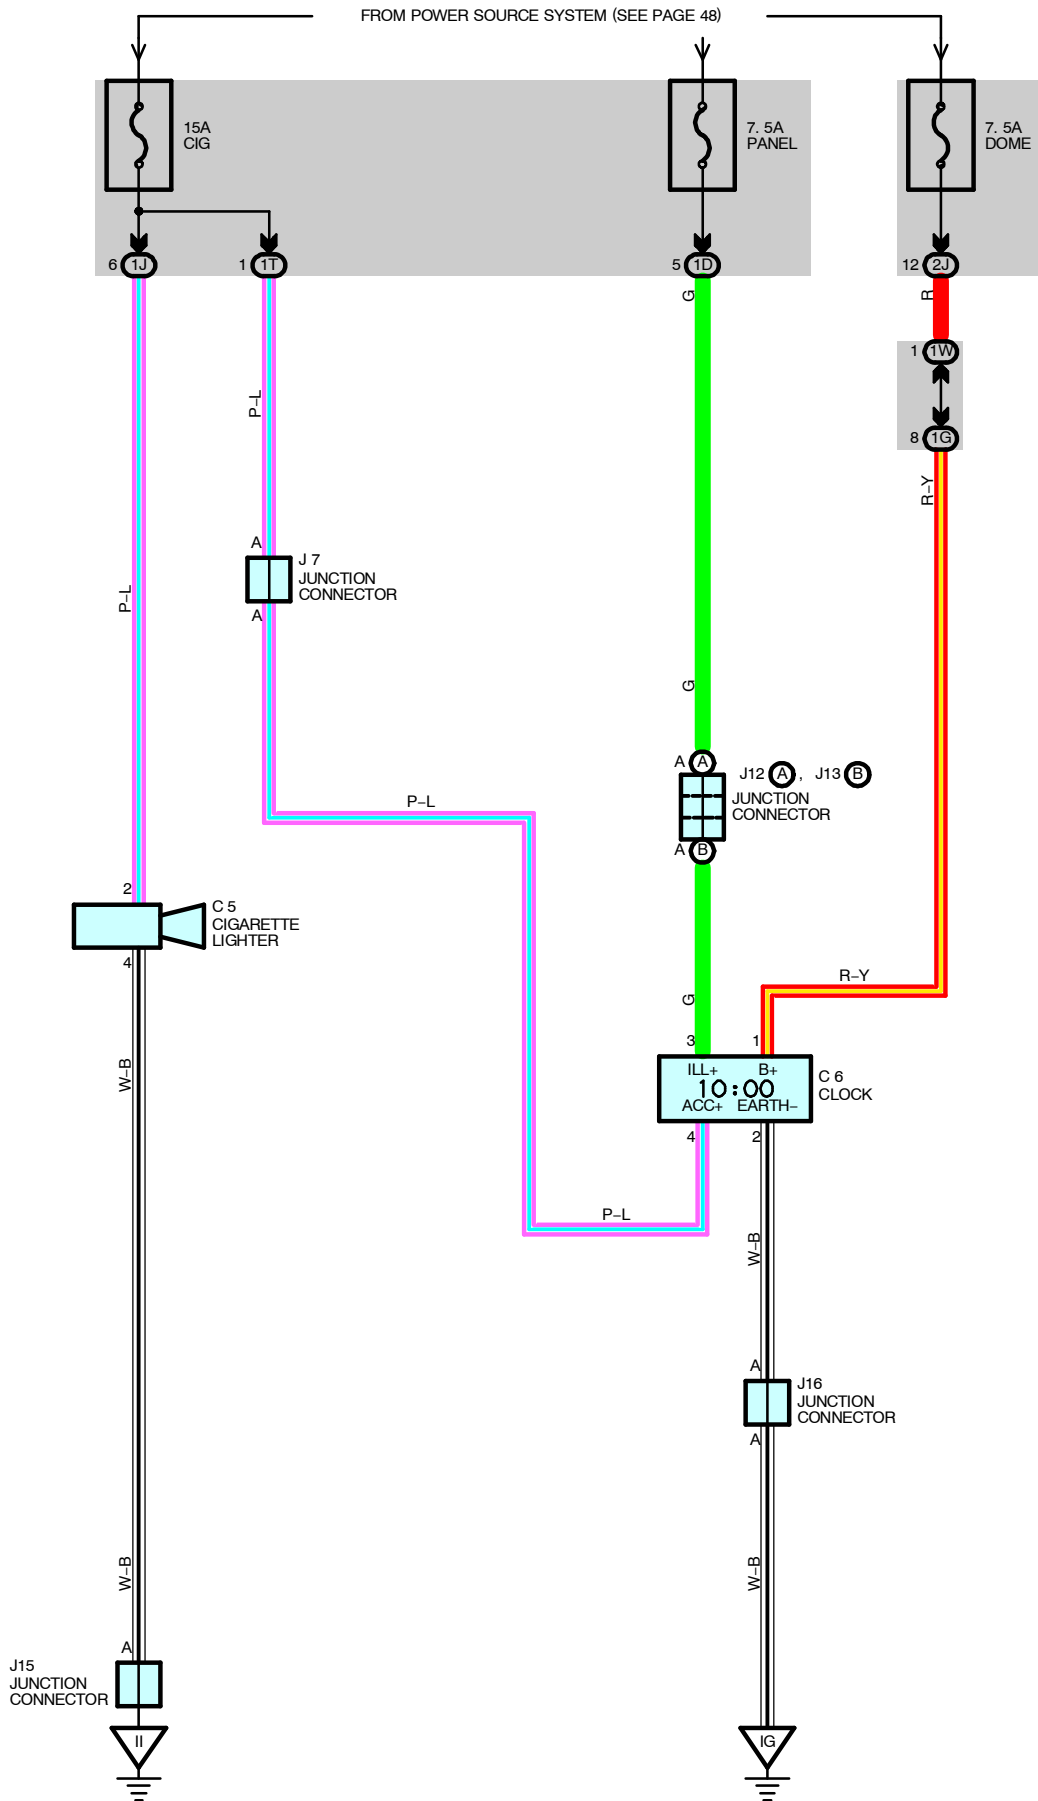 FROM POWER SOURCE SYSTEM (SEE PAGE 48)
15A
CIG
7. 5A
PANEL
7. 5A
DOME
6 1J
1 1T
5 1D
12 2J
G
R
1 1W
P-L
8 1G
R-Y
A
J 7
JUNCTION
CONNECTOR
P-L
A
G
A A
J12 A , J13 B
JUNCTION
CONNECTOR
P-L
A B
2
C 5
CIGARETTE
LIGHTER
4
R-Y
G
3
1
W-B
ILL+ B+
10:00
ACC+ EARTH-
C 6
CLOCK
4
2
P-L
W-B
A
J16
JUNCTION
CONNECTOR
A
W-B
W-B
A
J15
JUNCTION
CONNECTOR
II
IG